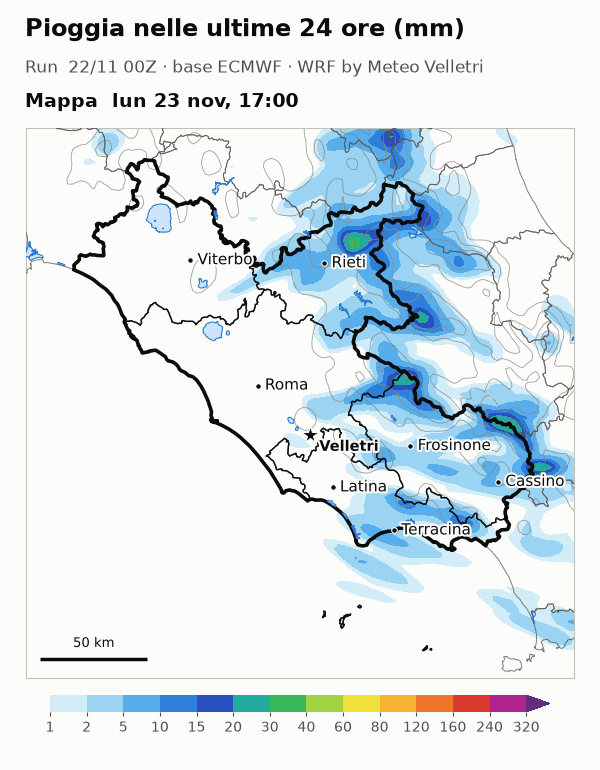 Pioggia nelle ultime 24 ore (mm)
Run  22/11 00Z · base ECMWF · WRF by Meteo Velletri
Mappa  lun 23 nov, 17:00
Viterbo
Rieti
Roma
Velletri
Frosinone
Cassino
Latina
Terracina
50 km
1 2 5 10 15 20 30 40 60 80 120 160 240 320